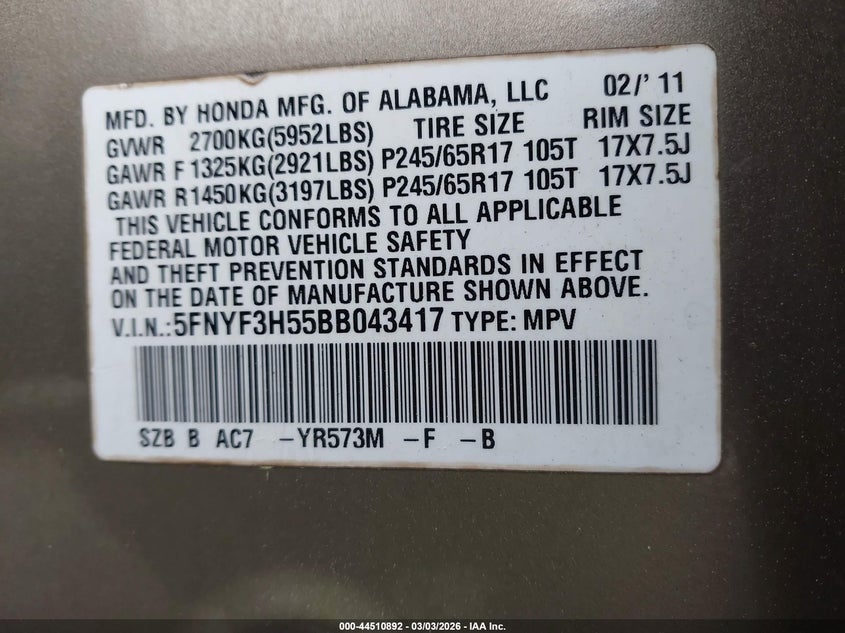 MFD. BY HONDA MFG. OF ALABAMA, LLC 02/' 11
GVWR 2700KG(5952LBS) TIRE SIZE RIM SIZE
GAWR F 1325KG(2921LBS) P245/65R17 105T 17X7.5J
GAWR R1450KG(3197LBS) P245/65R17 105T 17X7.5J
THIS VEHICLE CONFORMS TO ALL APPLICABLE
FEDERAL MOTOR VEHICLE SAFETY
AND THEFT PREVENTION STANDARDS IN EFFECT
ON THE DATE OF MANUFACTURE SHOWN ABOVE.
V.I.N.:5FNYF3H55BB043417 TYPE: MPV
SZB B AC7 -YR573M -F -B
000-44510892 — 03/03/2026 — IAA Inc.